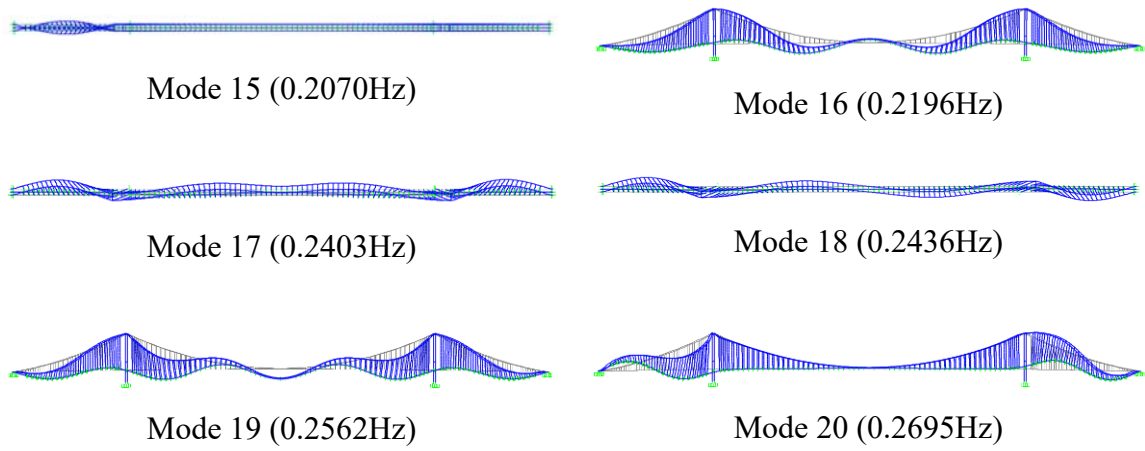 Mode 15 (0.2070Hz)
Mode 16 (0.2196Hz)
Mode 17 (0.2403Hz)
Mode 18 (0.2436Hz)
Mode 19 (0.2562Hz)
Mode 20 (0.2695Hz)